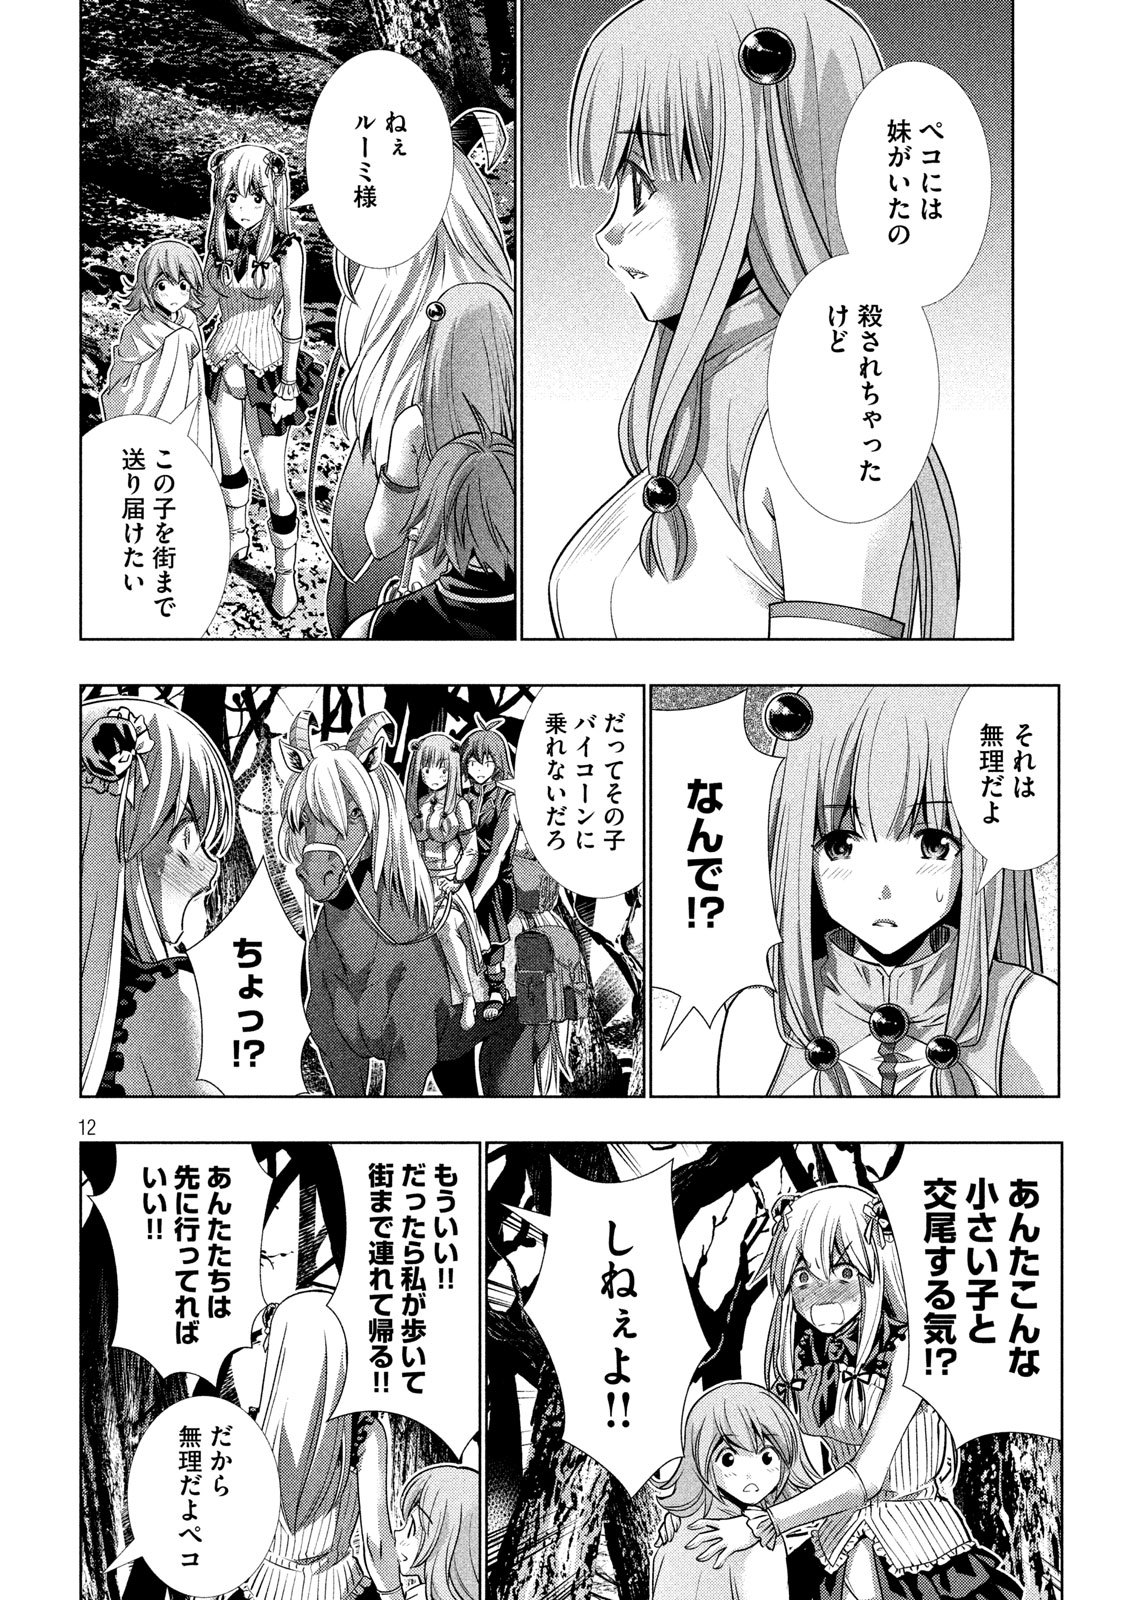 ペコには
妹がいたの
殺されちゃった
けど
ねぇ
ルーミ様
この子を街まで
送り届けたい
それは
無理だよ
なんで!?
だってその子
バイコーンに
乗れないだろ
ちょっ!?
あんたこんな
小さい子と
交尾する気!?
しねぇよ!!
もういい!!
だったら私が歩いて
街まで連れて帰る!!
あんたたちは
先に行ってれば
いい!!
だから
無理だよペコ
12